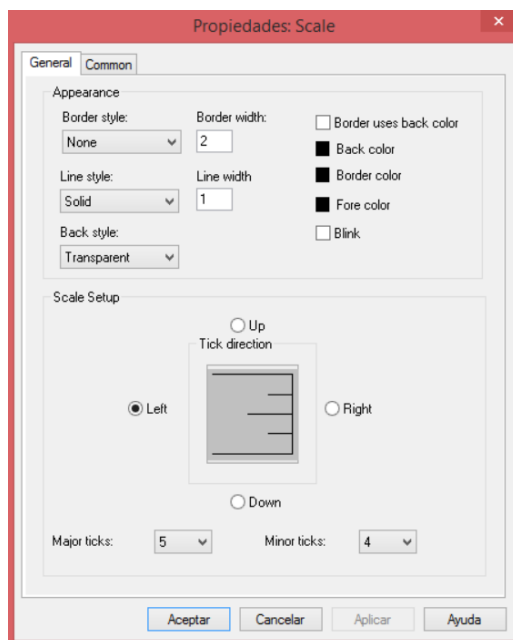 Propiedades: Scale
General Common
Appearance
Border style: Border width: Border uses back color
None 2 Back color
Line style: Line width Border color
Solid 1 Fore color
Back style: Blink
Transparent
Scale Setup
Up
Tick direction
Left Right
Down
Major ticks: 5 Minor ticks: 4
Aceptar Cancelar Aplicar Ayuda